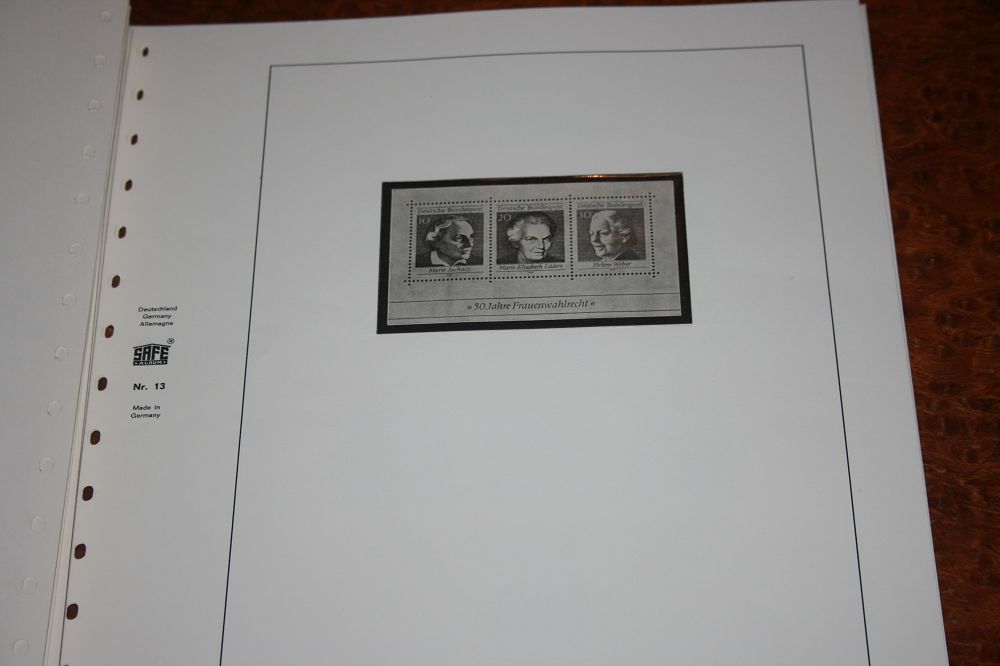 Deutsche Bundespost
10
Marie Juchacz
Deutsche Bundespost
20
Marie-Elisabeth Lüders
Deutsche Bundespost
30
Helene Weber
»50 Jahre Frauenwahlrecht«
Deutschland
Germany
Allemagne
SAFE ®
ALBUM
Nr. 13
Made in
Germany